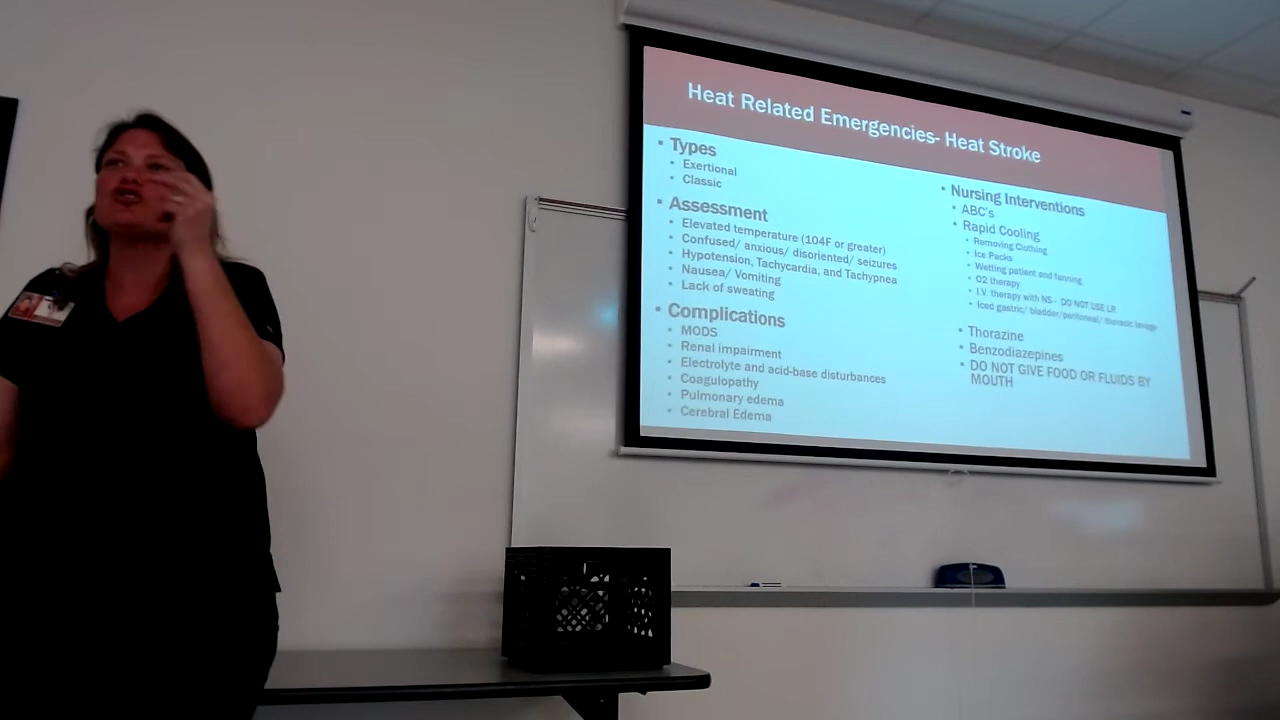 Heat Related Emergencies- Heat Stroke
▪ Types
• Exertional
• Classic
▪ Assessment
• Elevated temperature (104F or greater)
• Confused/ anxious/ disoriented/ seizures
• Hypotension, Tachycardia, and Tachypnea
• Nausea/ Vomiting
• Lack of sweating
▪ Complications
• MODS
• Renal impairment
• Electrolyte and acid-base disturbances
• Coagulopathy
• Pulmonary edema
• Cerebral Edema
▪ Nursing Interventions
• ABC's
• Rapid Cooling
• Removing Clothing
• Ice Packs
• Wetting patient and fanning
• O2 therapy
• I.V. therapy with NS - DO NOT USE LR
• Iced gastric/ bladder/peritoneal/ thoracic lavage
• Thorazine
• Benzodiazepines
• DO NOT GIVE FOOD OR FLUIDS BY
MOUTH